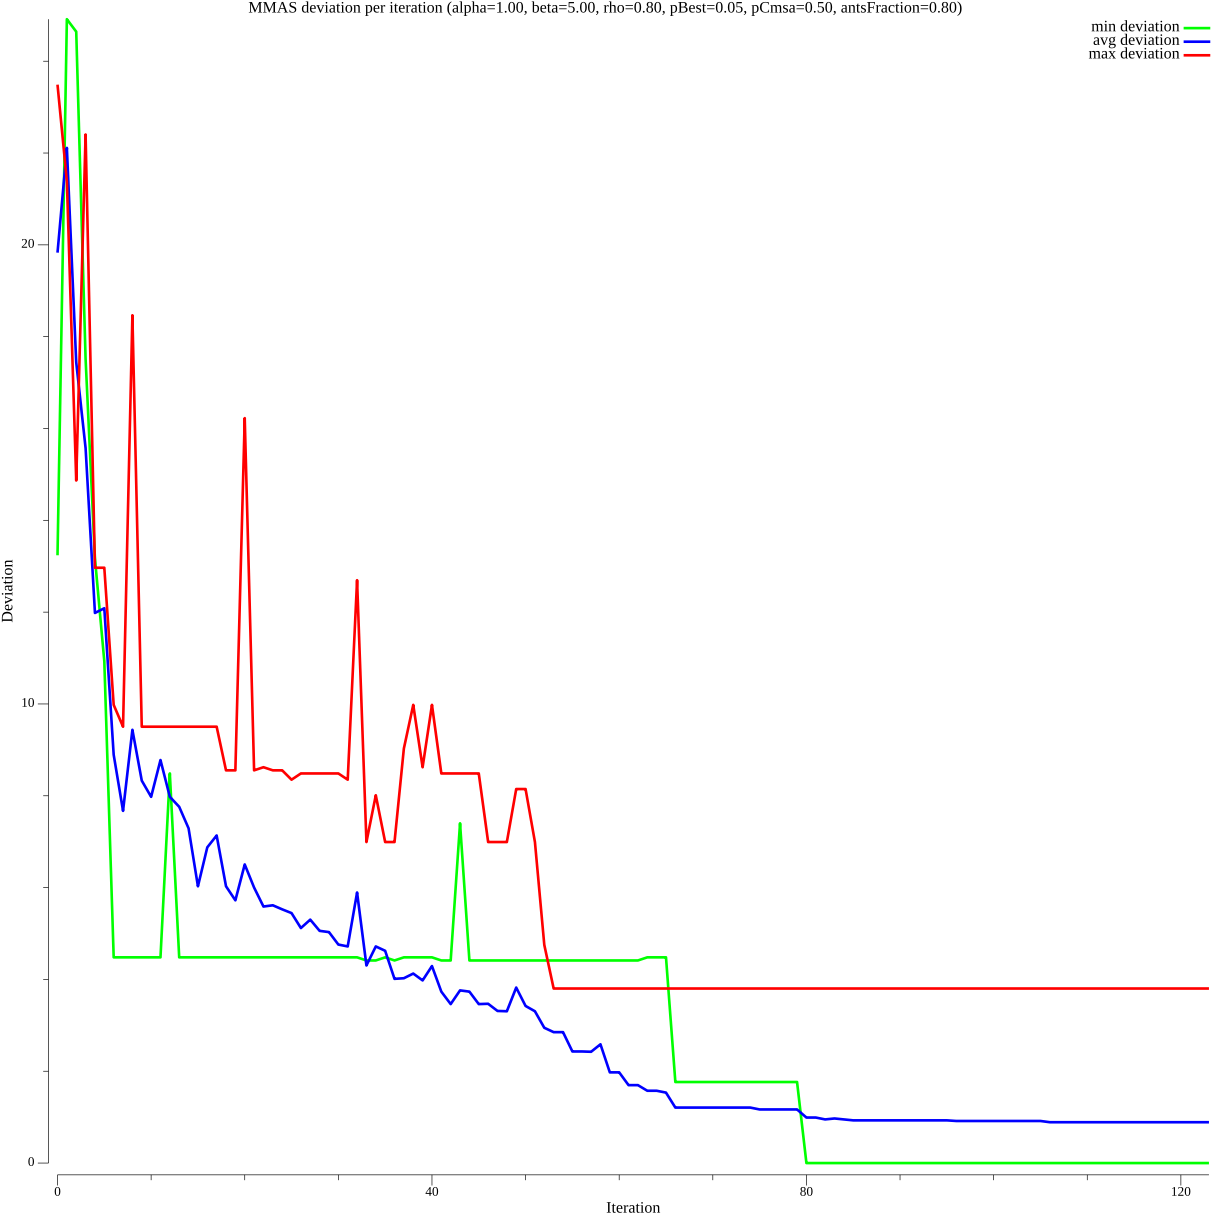 MMAS deviation per iteration (alpha=1.00, beta=5.00, rho=0.80, pBest=0.05, pCmsa=0.50, antsFraction=0.80)
min deviation
avg deviation
max deviation
20
10
0
Deviation
0
40
80
120
Iteration